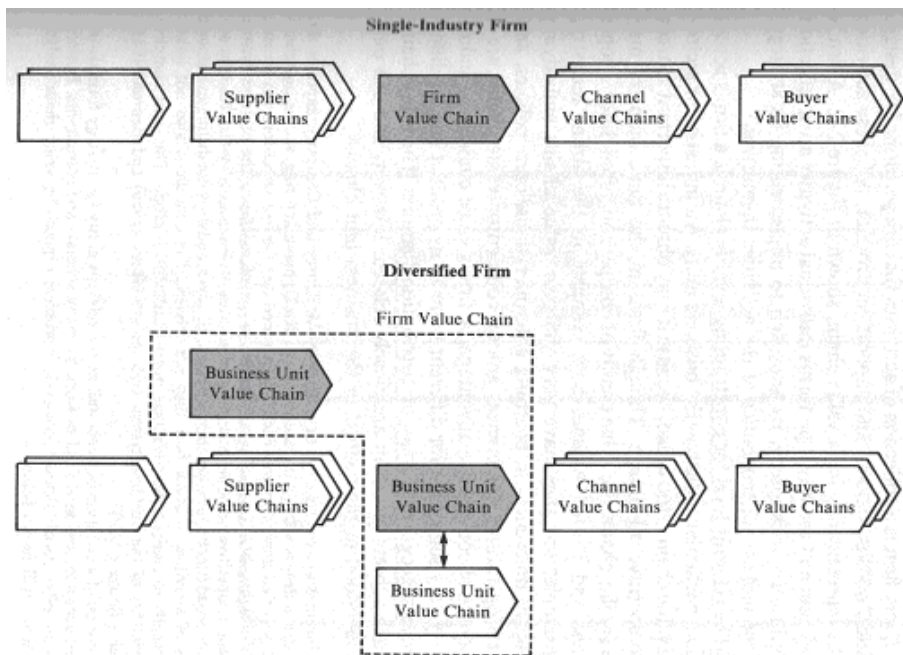 Single-Industry Firm
Supplier
Value Chains
Firm
Value Chain
Channel
Value Chains
Buyer
Value Chains
Diversified Firm
Firm Value Chain
Business Unit
Value Chain
Supplier
Value Chains
Business Unit
Value Chain
Channel
Value Chains
Buyer
Value Chains
Business Unit
Value Chain